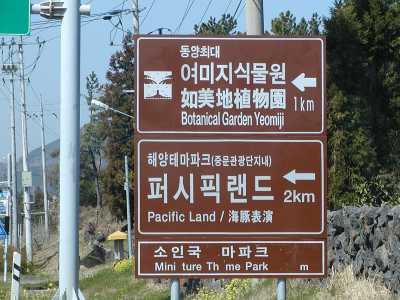 동양최대
여미지식물원
如美地植物園
1km
Botanical Garden Yeomiji
해양테마파크(중문관광단지내)
퍼시픽랜드
2km
Pacific Land / 海豚表演
소인국 마파크
Mini ture Th me Park m